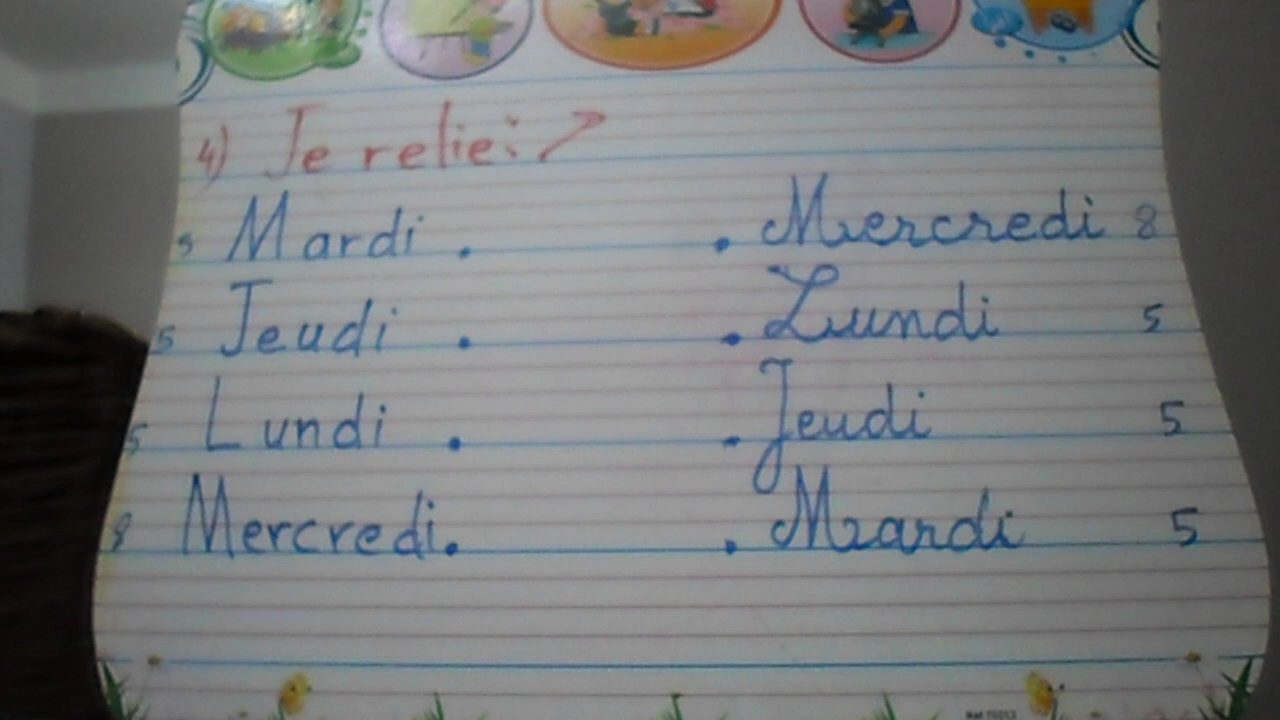 4) Je relie : ↗
5 Mardi . . Mercredi 8
5 Jeudi . . Lundi 5
5 Lundi . . Jeudi 5
8 Mercredi . . Mardi 5